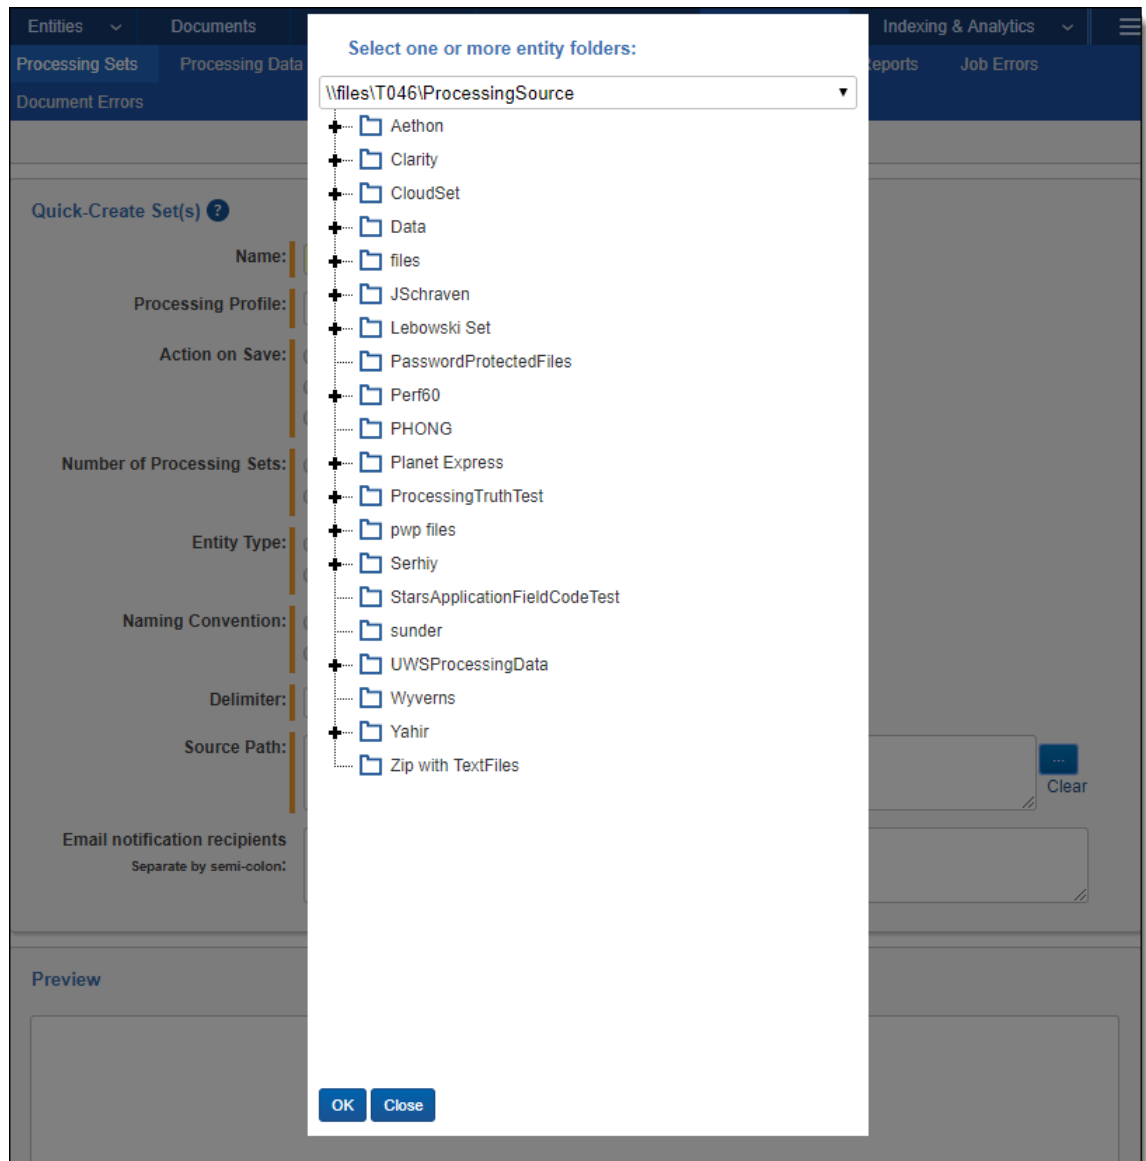 Entities Documents Indexing & Analytics
Processing Sets Processing Data Reports Job Errors
Document Errors
Select one or more entity folders:
\\files\T046\ProcessingSource
Aethon
Clarity
CloudSet
Data
files
JSchraven
Lebowski Set
PasswordProtectedFiles
Perf60
PHONG
Planet Express
ProcessingTruthTest
pwp files
Serhiy
StarsApplicationFieldCodeTest
sunder
UWSProcessingData
Wyverns
Yahir
Zip with TextFiles
OK Close
Quick-Create Set(s) ?
Name:
Processing Profile:
Action on Save:
Number of Processing Sets:
Entity Type:
Naming Convention:
Delimiter:
Source Path:
...
Clear
Email notification recipients
Separate by semi-colon:
Preview